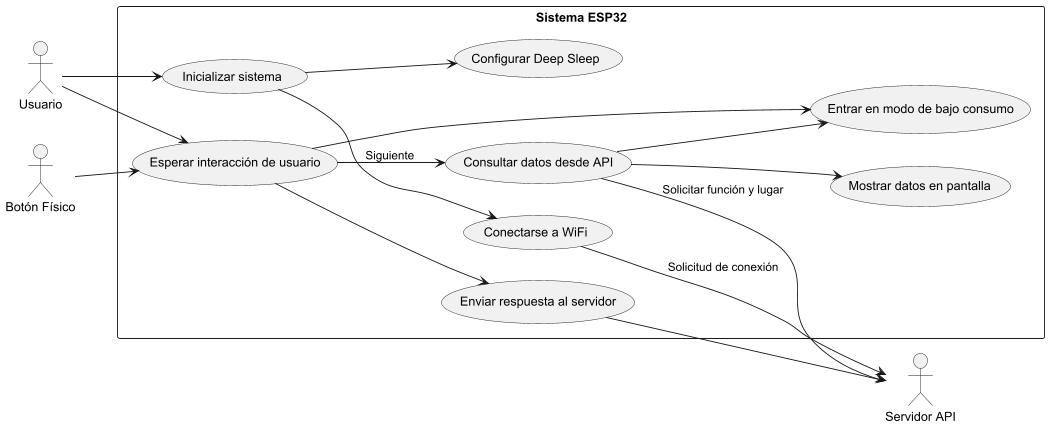 Sistema ESP32
Usuario
Botón Físico
Inicializar sistema
Configurar Deep Sleep
Entrar en modo de bajo consumo
Esperar interacción de usuario
Siguiente
Consultar datos desde API
Mostrar datos en pantalla
Solicitar función y lugar
Conectarse a WiFi
Solicitud de conexión
Enviar respuesta al servidor
Servidor API